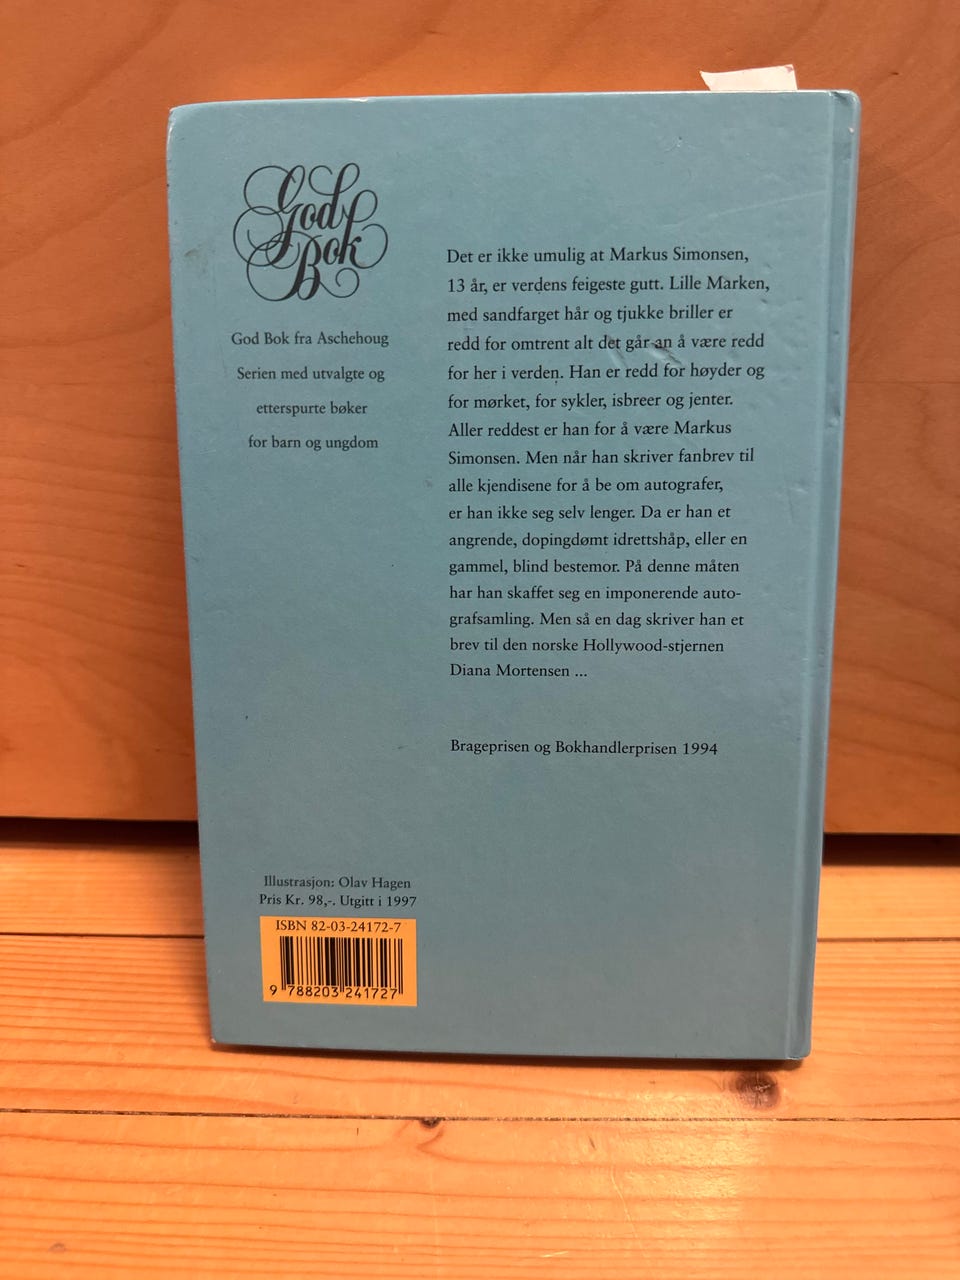 God
Bok
God Bok fra Aschehoug
Serien med utvalgte og
etterspurte bøker
for barn og ungdom
Det er ikke umulig at Markus Simonsen,
13 år, er verdens feigeste gutt. Lille Marken,
med sandfarget hår og tjukke briller er
redd for omtrent alt det går an å være redd
for her i verden. Han er redd for høyder og
for mørket, for sykler, isbreer og jenter.
Aller reddest er han for å være Markus
Simonsen. Men når han skriver fanbrev til
alle kjendisene for å be om autografer,
er han ikke seg selv lenger. Da er han et
angrende, dopingdømt idrettshåp, eller en
gammel, blind bestemor. På denne måten
har han skaffet seg en imponerende auto-
grafsamling. Men så en dag skriver han et
brev til den norske Hollywood-stjernen
Diana Mortensen ...
Brageprisen og Bokhandlerprisen 1994
Illustrasjon: Olav Hagen
Pris Kr. 98,-. Utgitt i 1997
ISBN 82-03-24172-7
9 788203 241727